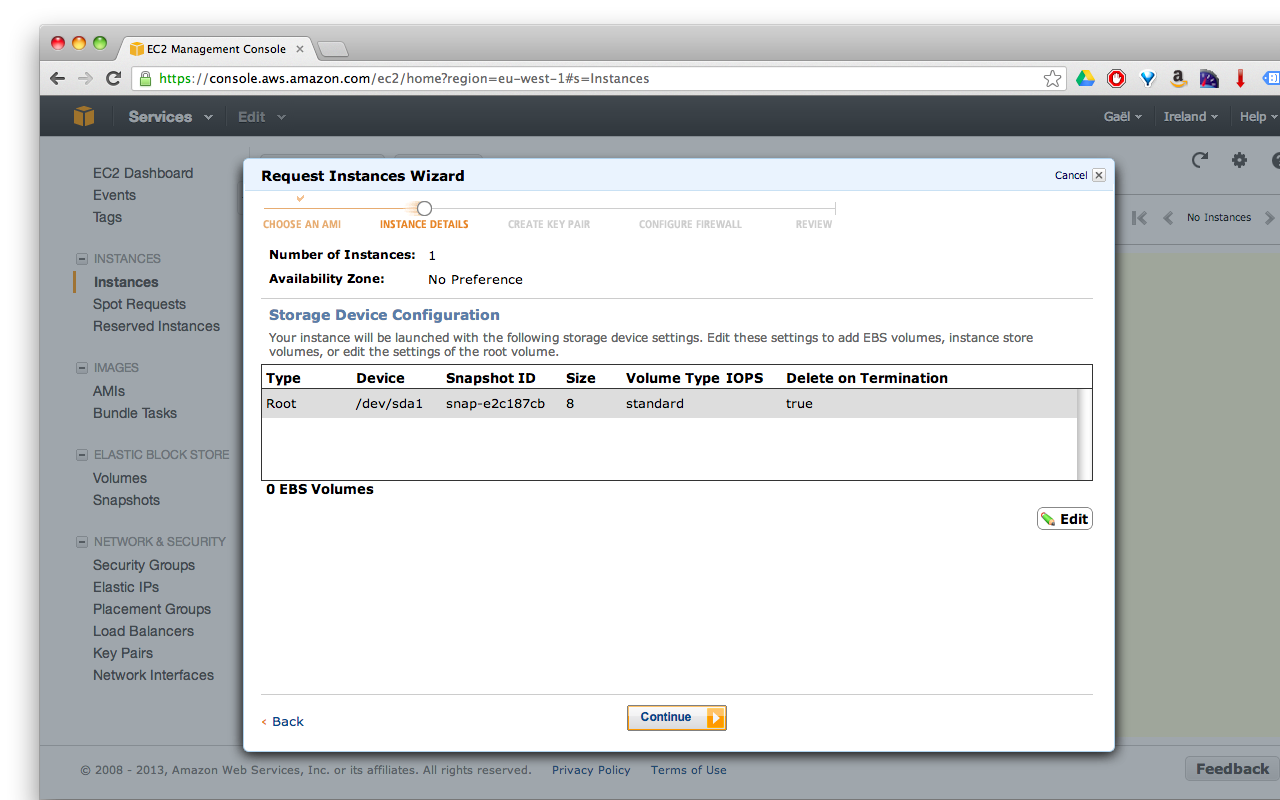 EC2 Management Console
https://console.aws.amazon.com/ec2/home?region=eu-west-1#s=Instances
Services Edit Gaël Ireland Help
EC2 Dashboard
Events
Tags
INSTANCES
Instances
Spot Requests
Reserved Instances
IMAGES
AMIs
Bundle Tasks
ELASTIC BLOCK STORE
Volumes
Snapshots
NETWORK & SECURITY
Security Groups
Elastic IPs
Placement Groups
Load Balancers
Key Pairs
Network Interfaces
No Instances
Request Instances Wizard Cancel
CHOOSE AN AMI INSTANCE DETAILS CREATE KEY PAIR CONFIGURE FIREWALL REVIEW
Number of Instances: 1
Availability Zone: No Preference
Storage Device Configuration
Your instance will be launched with the following storage device settings. Edit these settings to add EBS volumes, instance store
volumes, or edit the settings of the root volume.
Type Device Snapshot ID Size Volume Type IOPS Delete on Termination
Root /dev/sda1 snap-e2c187cb 8 standard true
0 EBS Volumes
Edit
< Back
Continue
© 2008 - 2013, Amazon Web Services, Inc. or its affiliates. All rights reserved. Privacy Policy Terms of Use
Feedback